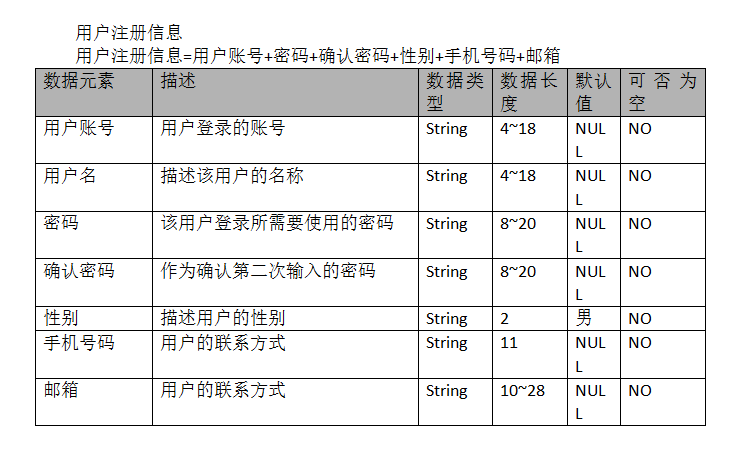 用户注册信息
用户注册信息=用户账号+密码+确认密码+性别+手机号码+邮箱
数据元素 描述 数据类型 数据长度 默认值 可否为空
用户账号 用户登录的账号 String 4~18 NULL NO
用户名 描述该用户的名称 String 4~18 NULL NO
密码 该用户登录所需要使用的密码 String 8~20 NULL NO
确认密码 作为确认第二次输入的密码 String 8~20 NULL NO
性别 描述用户的性别 String 2 男 NO
手机号码 用户的联系方式 String 11 NULL NO
邮箱 用户的联系方式 String 10~28 NULL NO